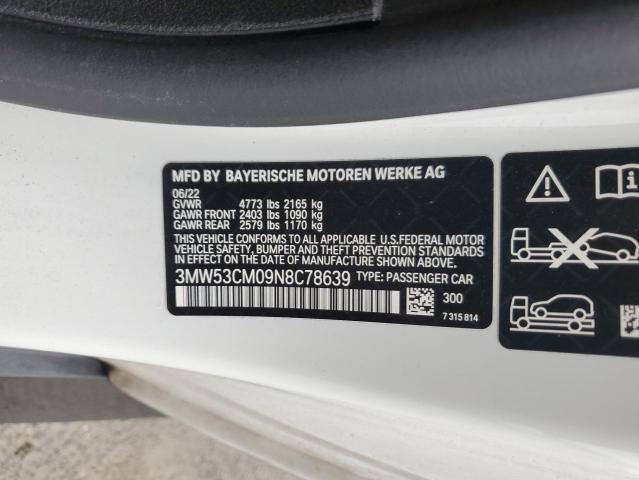 MFD BY BAYERISCHE MOTOREN WERKE AG
06/22
GVWR 4773 lbs 2165 kg
GAWR FRONT 2403 lbs 1090 kg
GAWR REAR 2579 lbs 1170 kg
THIS VEHICLE CONFORMS TO ALL APPLICABLE U.S.FEDERAL MOTOR
VEHICLE SAFETY, BUMPER AND THEFT PREVENTION STANDARDS
IN EFFECT ON THE DATE OF MANUFACTURE SHOWN ABOVE.
3MW53CM09N8C78639 TYPE: PASSENGER CAR
300
7 315 814